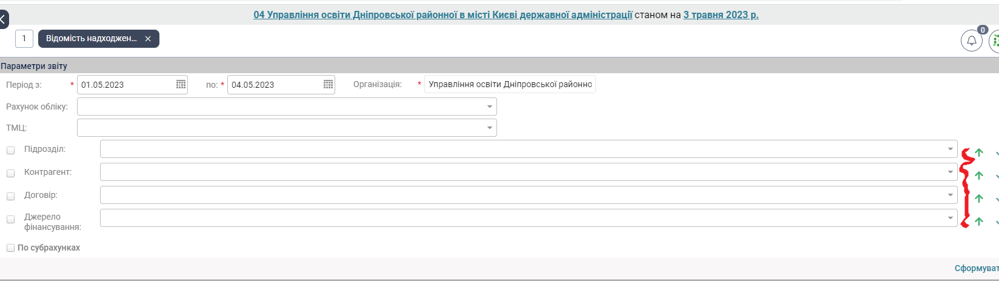 04 Управління освіти Дніпровської районної в місті Києві державної адміністрації станом на 3 травня 2023 р.
1 Відомість надходжен... × 0
Параметри звіту
Період з: * 01.05.2023 по: * 04.05.2023 Організація: * Управління освіти Дніпровської районно
Рахунок обліку:
ТМЦ:
Підрозділ:
Контрагент:
Договір:
Джерело
фінансування:
По субрахунках
Сформуват